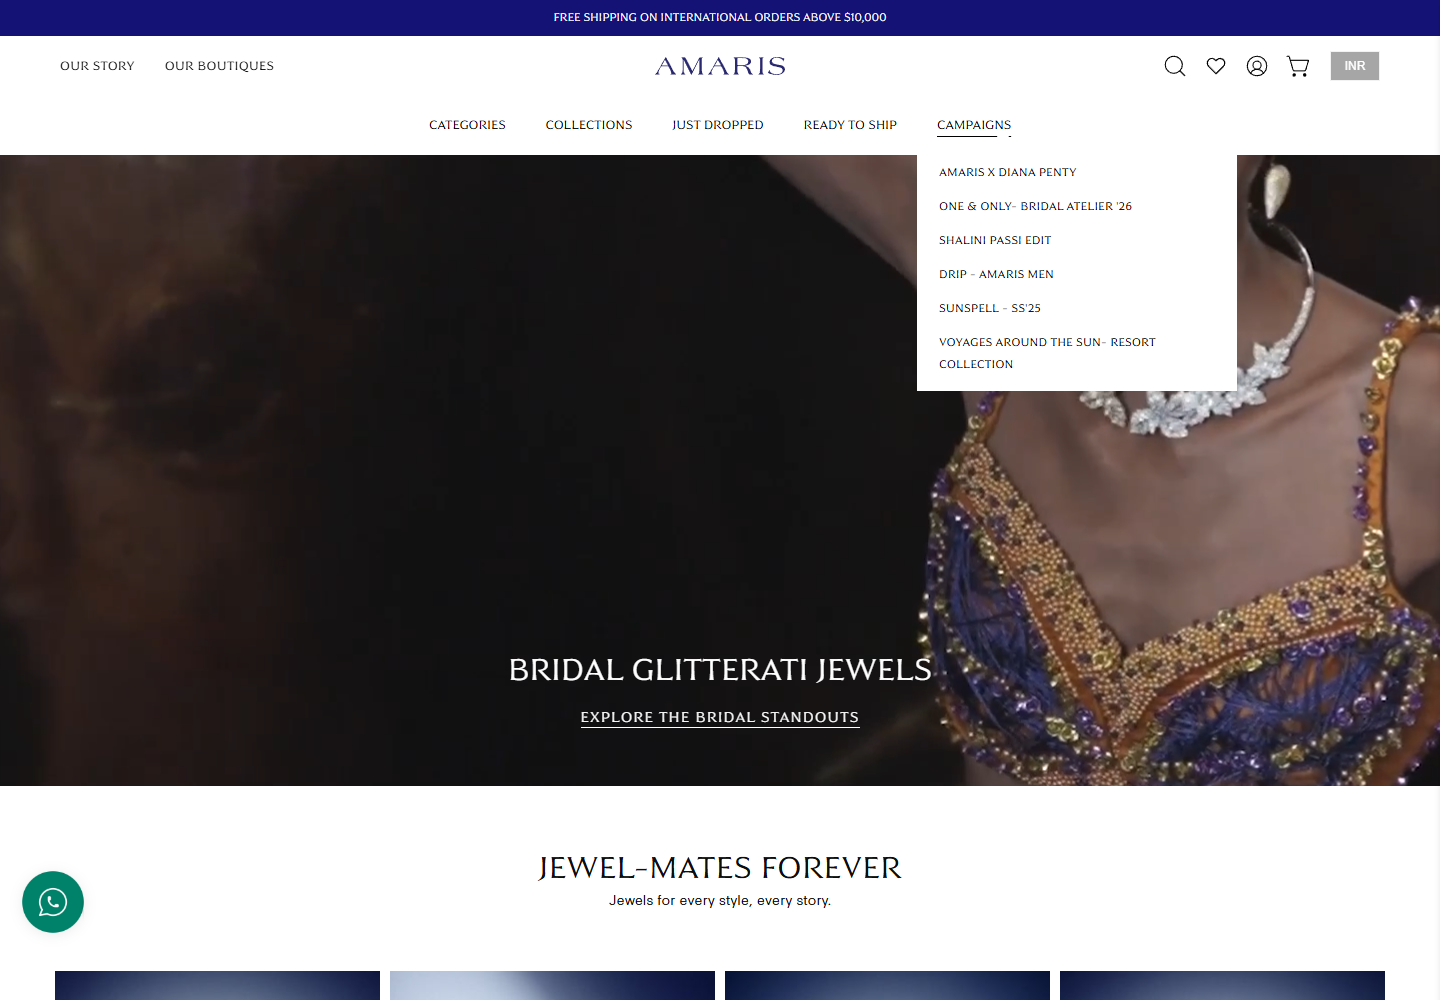 FREE SHIPPING ON INTERNATIONAL ORDERS ABOVE $10,000
OUR STORY
OUR BOUTIQUES
AMARIS
INR
CATEGORIES
COLLECTIONS
JUST DROPPED
READY TO SHIP
CAMPAIGNS
AMARIS X DIANA PENTY
ONE & ONLY- BRIDAL ATELIER '26
SHALINI PASSI EDIT
DRIP - AMARIS MEN
SUNSPELL - SS'25
VOYAGES AROUND THE SUN- RESORT
COLLECTION
BRIDAL GLITTERATI JEWELS
EXPLORE THE BRIDAL STANDOUTS
JEWEL-MATES FOREVER
Jewels for every style, every story.